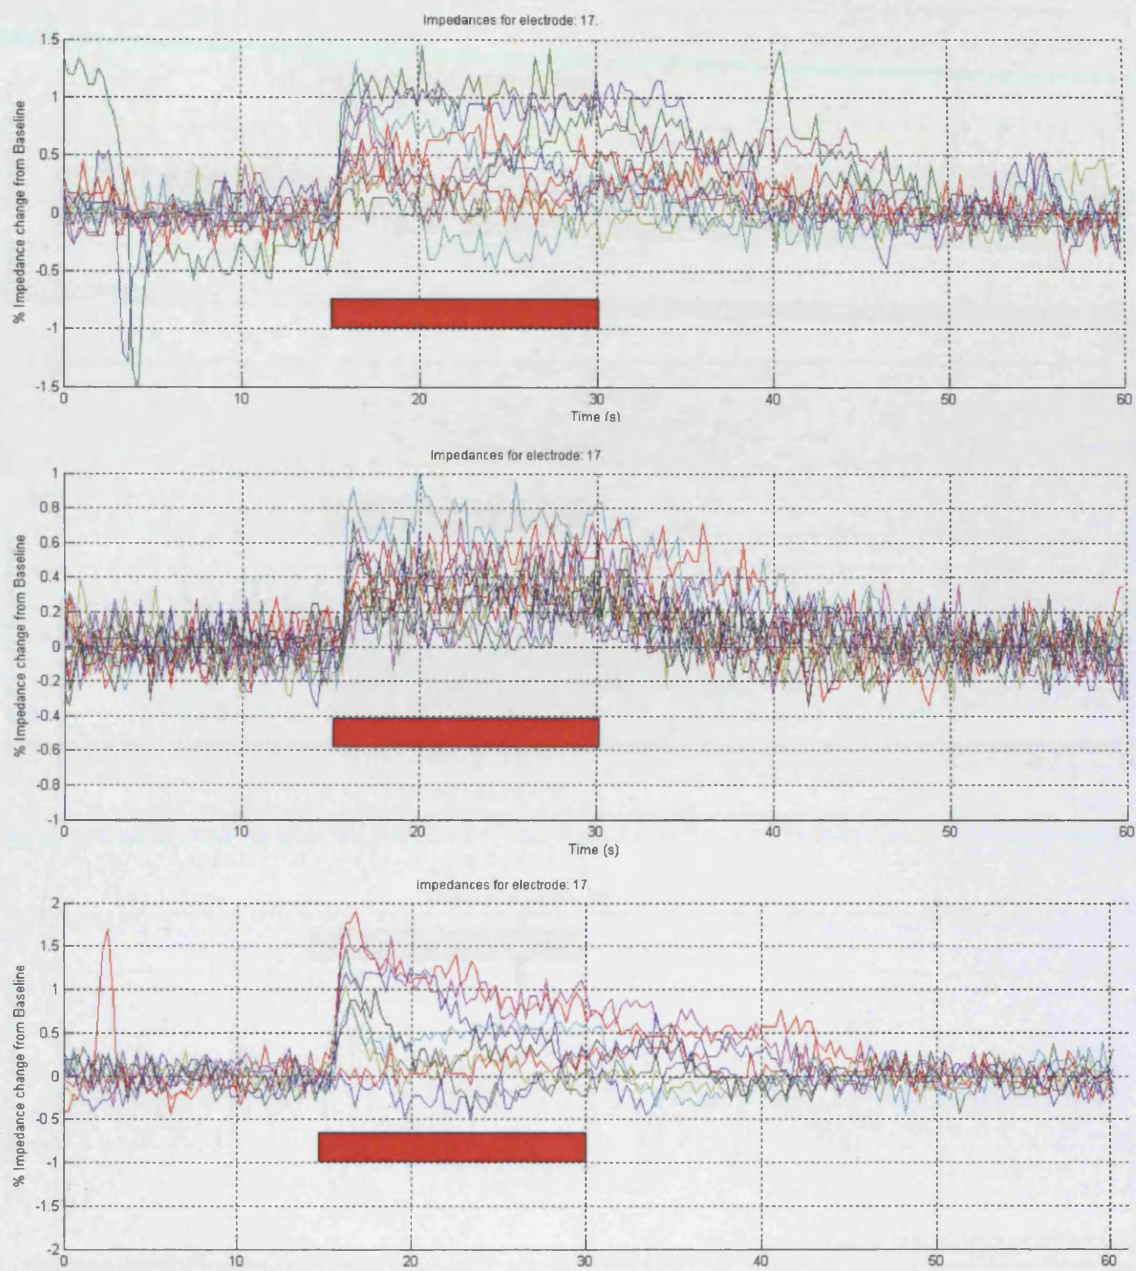 Impedances for electrode: 17.
% Impedance change from Baseline
1.5
1
0.5
0
-0.5
-1
-1.5
0 10 20 30 40 50 60
Time (s)
Impedances for electrode: 17.
% Impedance change from Baseline
1
0.8
0.6
0.4
0.2
0
-0.2
-0.4
-0.6
-0.8
-1
0 10 20 30 40 50 60
Time (s)
Impedances for electrode: 17.
% Impedance change from Baseline
2
1.5
1
0.5
0
-0.5
-1
-1.5
-2
0 10 20 30 40 50 60